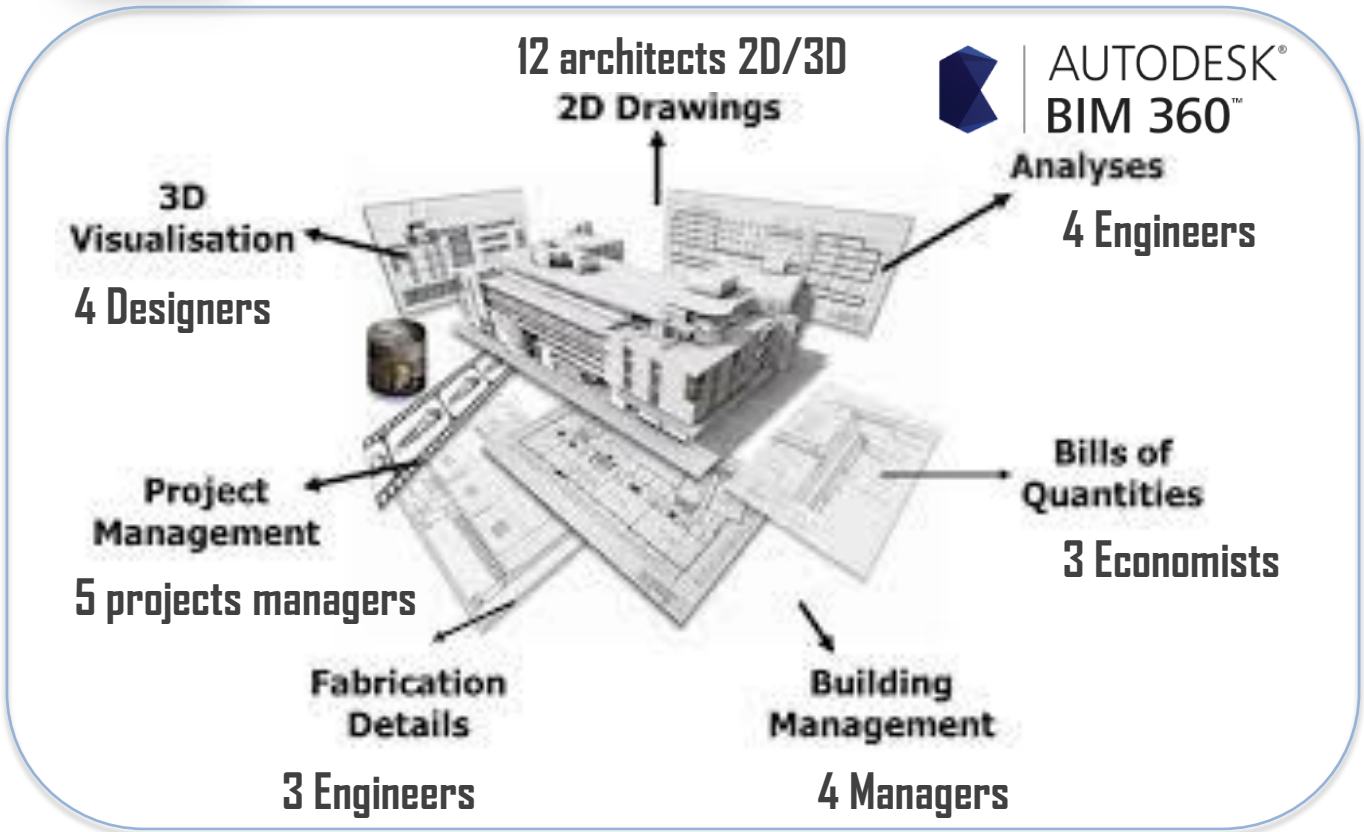 12 architects 2D/3D
2D Drawings
AUTODESK®
BIM 360™
Analyses
4 Engineers
3D
Visualisation
4 Designers
Bills of
Quantities
3 Economists
Project
Management
5 projects managers
Fabrication
Details
3 Engineers
Building
Management
4 Managers